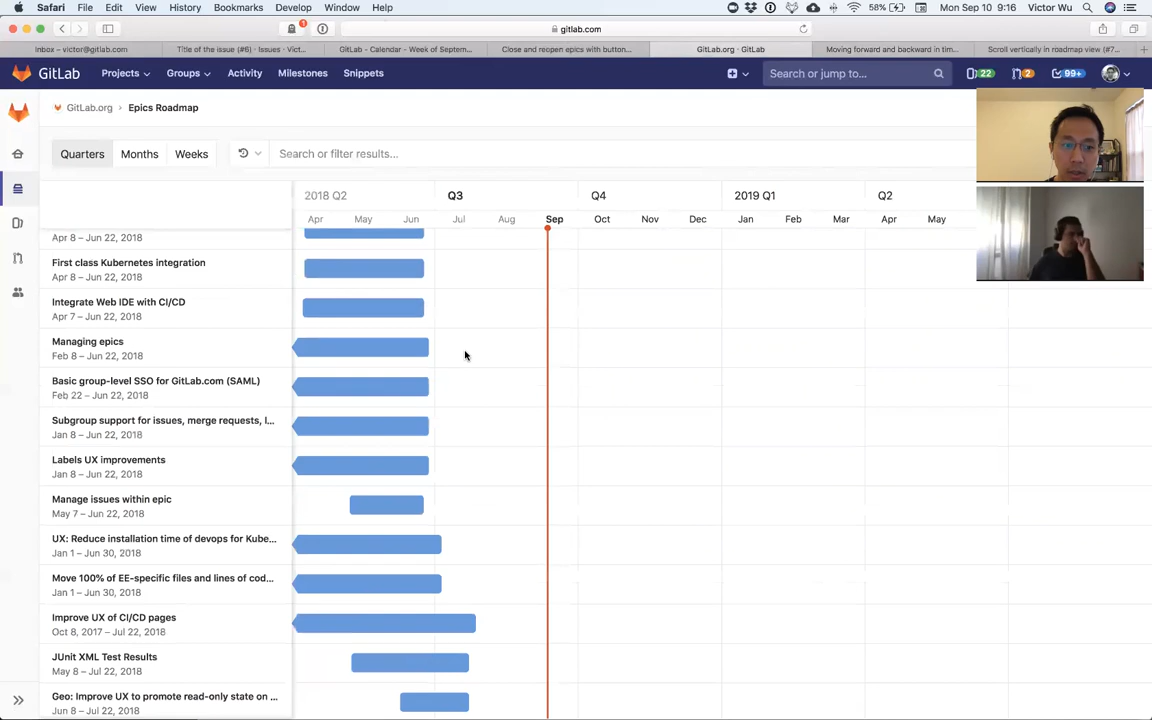 Safari File Edit View History Bookmarks Develop Window Help 58% Mon Sep 10 9:16 Victor Wu
gitlab.com
Inbox – victor@gitlab.com Title of the issue (#6) · Issues · Vict... GitLab - Calendar - Week of Septem... Close and reopen epics with button... GitLab.org · GitLab Moving forward and backward in tim... Scroll vertically in roadmap view (#7...
GitLab Projects Groups Activity Milestones Snippets Search or jump to... 22 2 99+
GitLab.org › Epics Roadmap
Quarters Months Weeks Search or filter results...
2018 Q2 Q3 Q4 2019 Q1 Q2
Apr May Jun Jul Aug Sep Oct Nov Dec Jan Feb Mar Apr May
Apr 8 – Jun 22, 2018
First class Kubernetes integration
Apr 8 – Jun 22, 2018
Integrate Web IDE with CI/CD
Apr 7 – Jun 22, 2018
Managing epics
Feb 8 – Jun 22, 2018
Basic group-level SSO for GitLab.com (SAML)
Feb 22 – Jun 22, 2018
Subgroup support for issues, merge requests, l...
Jan 8 – Jun 22, 2018
Labels UX improvements
Jan 8 – Jun 22, 2018
Manage issues within epic
May 7 – Jun 22, 2018
UX: Reduce installation time of devops for Kube...
Jan 1 – Jun 30, 2018
Move 100% of EE-specific files and lines of cod...
Jan 1 – Jun 30, 2018
Improve UX of CI/CD pages
Oct 8, 2017 – Jul 22, 2018
JUnit XML Test Results
May 8 – Jul 22, 2018
Geo: Improve UX to promote read-only state on ...
Jun 8 – Jul 22, 2018